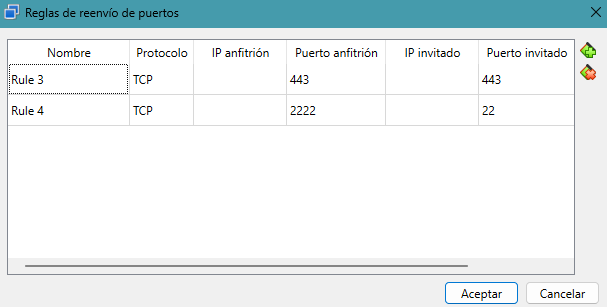 Reglas de reenvío de puertos
Nombre Protocolo IP anfitrión Puerto anfitrión IP invitado Puerto invitado
Rule 3 TCP 443 443
Rule 4 TCP 2222 22
Aceptar Cancelar